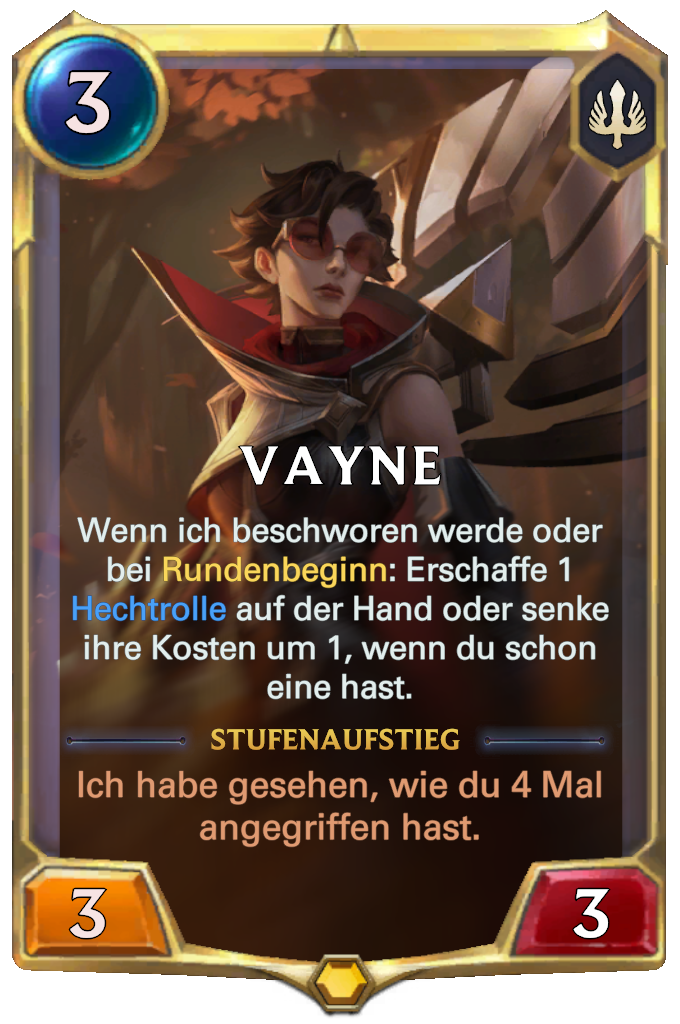 3
VAYNE
Wenn ich beschworen werde oder
bei Rundenbeginn: Erschaffe 1
Hechtrolle auf der Hand oder senke
ihre Kosten um 1, wenn du schon
eine hast.
STUFENAUFSTIEG
Ich habe gesehen, wie du 4 Mal
angegriffen hast.
3
3